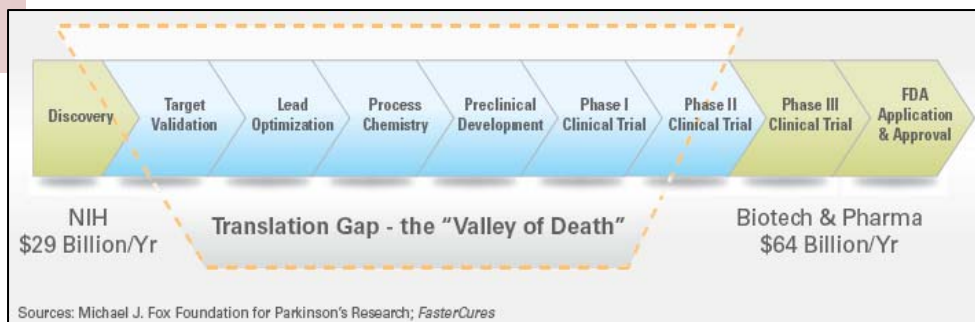 Discovery
Target
Validation
Lead
Optimization
Process
Chemistry
Preclinical
Development
Phase I
Clinical Trial
Phase II
Clinical Trial
Phase III
Clinical Trial
FDA
Application
& Approval
NIH
$29 Billion/Yr
Translation Gap - the “Valley of Death”
Biotech & Pharma
$64 Billion/Yr
Sources: Michael J. Fox Foundation for Parkinson's Research; FasterCures